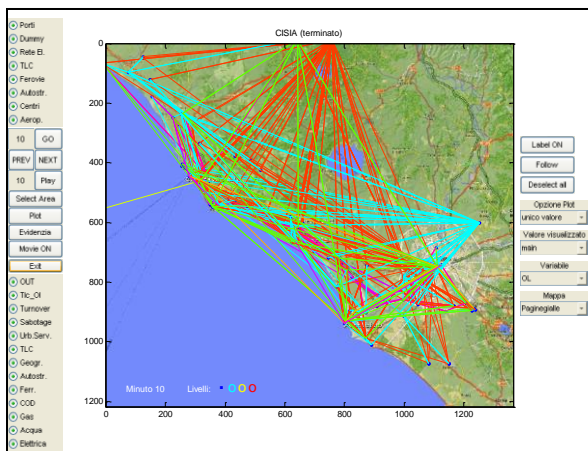 CISIA (terminato)
Porti
Dummy
Rete El.
TLC
Ferrovie
Autostr.
Centri
Aerop.
10 GO
PREV NEXT
10 Play
Select Area
Plot
Evidenzia
Movie ON
Exit
OUT
Tlc_OI
Turnover
Sabotage
Urb.Serv.
TLC
Geogr.
Autostr.
Ferr.
COD
Gas
Acqua
Elettrica
0
200
400
600
800
1000
1200
Minuto 10 Livelli:
0 200 400 600 800 1000 1200
Label ON
Follow
Deselect all
Opzione Plot
unico valore
Valore visualizzato
main
Variabile
OL
Mappa
Paginegialle